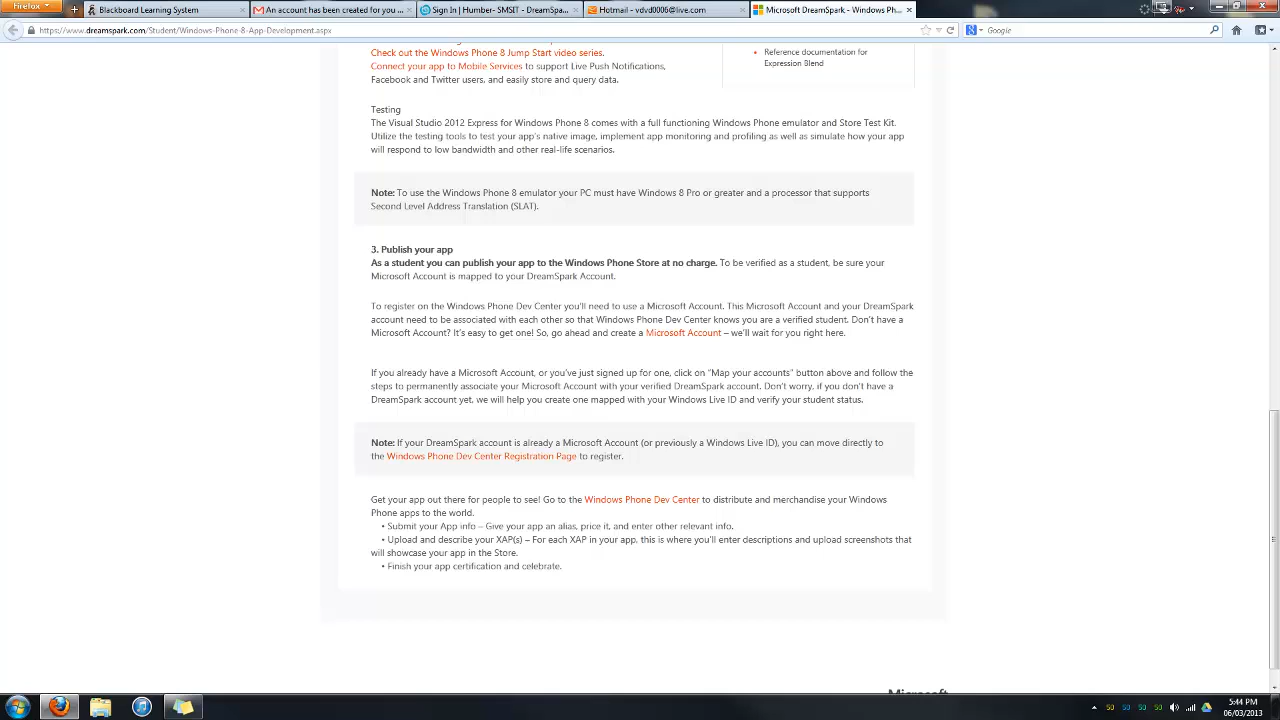 Firefox
Blackboard Learning System
An account has been created for you ...
Sign In | Humber- SMSIT - DreamSpa...
Hotmail - vdvd0006@live.com
Microsoft DreamSpark - Windows Ph...
https://www.dreamspark.com/Student/Windows-Phone-8-App-Development.aspx
Google
Check out the Windows Phone 8 Jump Start video series.
Connect your app to Mobile Services to support Live Push Notifications,
Facebook and Twitter users, and easily store and query data.
• Reference documentation for
Expression Blend
Testing
The Visual Studio 2012 Express for Windows Phone 8 comes with a full functioning Windows Phone emulator and Store Test Kit.
Utilize the testing tools to test your app's native image, implement app monitoring and profiling as well as simulate how your app
will respond to low bandwidth and other real-life scenarios.
Note: To use the Windows Phone 8 emulator your PC must have Windows 8 Pro or greater and a processor that supports
Second Level Address Translation (SLAT).
3. Publish your app
As a student you can publish your app to the Windows Phone Store at no charge. To be verified as a student, be sure your
Microsoft Account is mapped to your DreamSpark Account.
To register on the Windows Phone Dev Center you'll need to use a Microsoft Account. This Microsoft Account and your DreamSpark
account need to be associated with each other so that Windows Phone Dev Center knows you are a verified student. Don't have a
Microsoft Account? It's easy to get one! So, go ahead and create a Microsoft Account – we'll wait for you right here.
If you already have a Microsoft Account, or you've just signed up for one, click on "Map your accounts" button above and follow the
steps to permanently associate your Microsoft Account with your verified DreamSpark account. Don't worry, if you don't have a
DreamSpark account yet, we will help you create one mapped with your Windows Live ID and verify your student status.
Note: If your DreamSpark account is already a Microsoft Account (or previously a Windows Live ID), you can move directly to
the Windows Phone Dev Center Registration Page to register.
Get your app out there for people to see! Go to the Windows Phone Dev Center to distribute and merchandise your Windows
Phone apps to the world.
• Submit your App info – Give your app an alias, price it, and enter other relevant info.
• Upload and describe your XAP(s) – For each XAP in your app, this is where you'll enter descriptions and upload screenshots that
will showcase your app in the Store.
• Finish your app certification and celebrate.
Microsoft
50 50 50 50
5:44 PM
06/03/2013